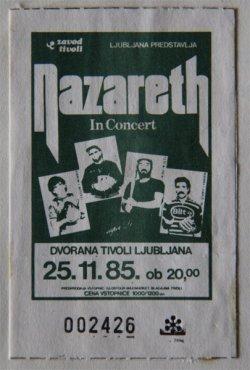 zavod tivoli
LJUBLJANA PREDSTAVLJA
Nazareth
In Concert
DVORANA TIVOLI LJUBLJANA
25.11.85. ob 20,00
CENA VSTOPNICE 1000/1200 din
002426